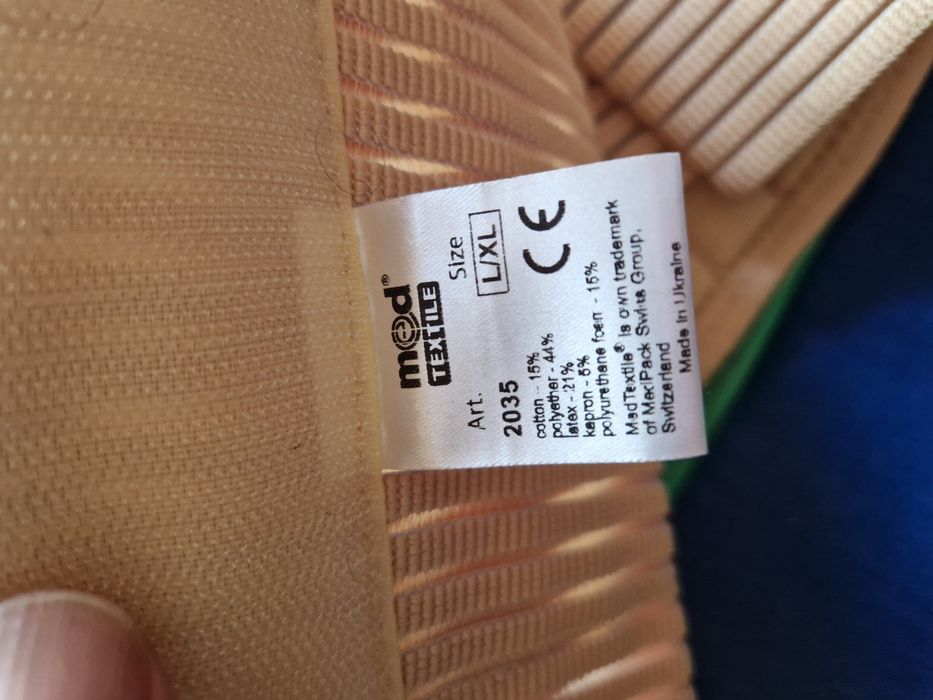 med®
TEXTILE
Size
L/XL
Art.
2035
CE
cotton - 15%
polyether - 44%
latex - 21%
kapron - 5%
polyurethane foen - 15%
MedTextile® is own trademark
of MediPack Swiss Group,
Switzerland
Made in Ukraine